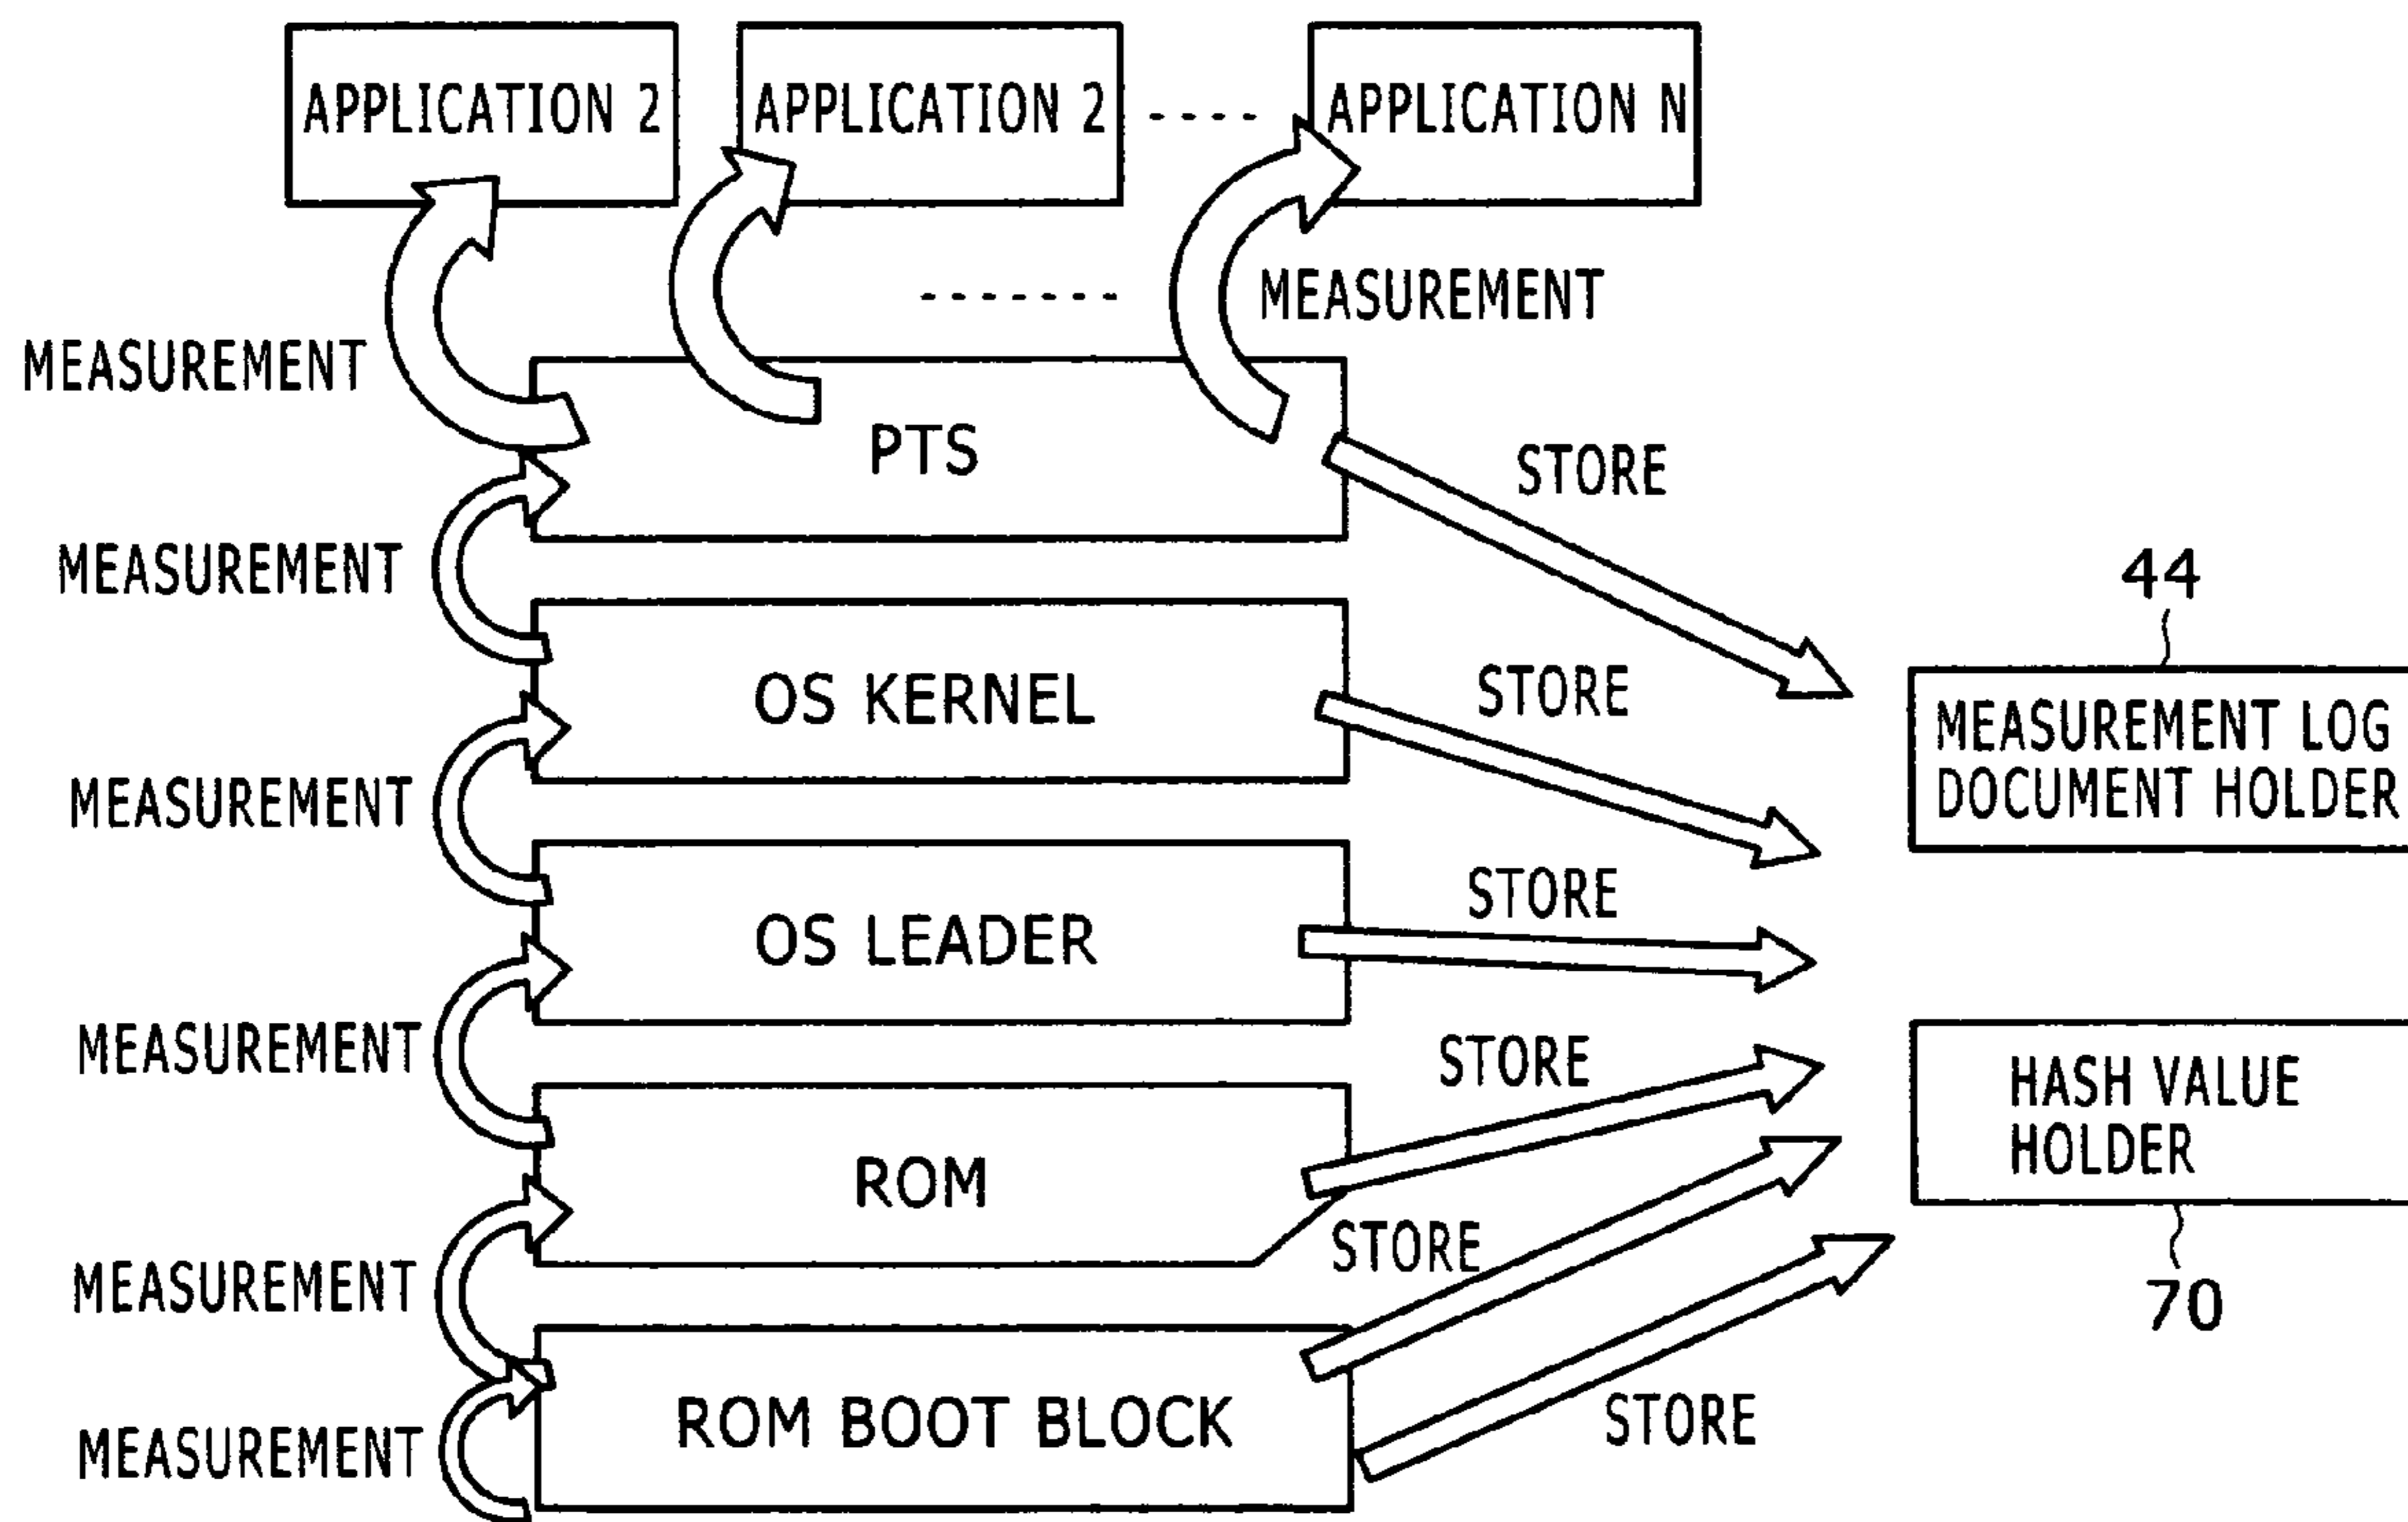 APPLICATION 2
APPLICATION 2
APPLICATION N
MEASUREMENT
MEASUREMENT
PTS
STORE
MEASUREMENT
44
OS KERNEL
STORE
MEASUREMENT LOG
DOCUMENT HOLDER
MEASUREMENT
STORE
OS LEADER
MEASUREMENT
STORE
HASH VALUE
HOLDER
ROM
STORE
MEASUREMENT
70
ROM BOOT BLOCK
STORE
MEASUREMENT